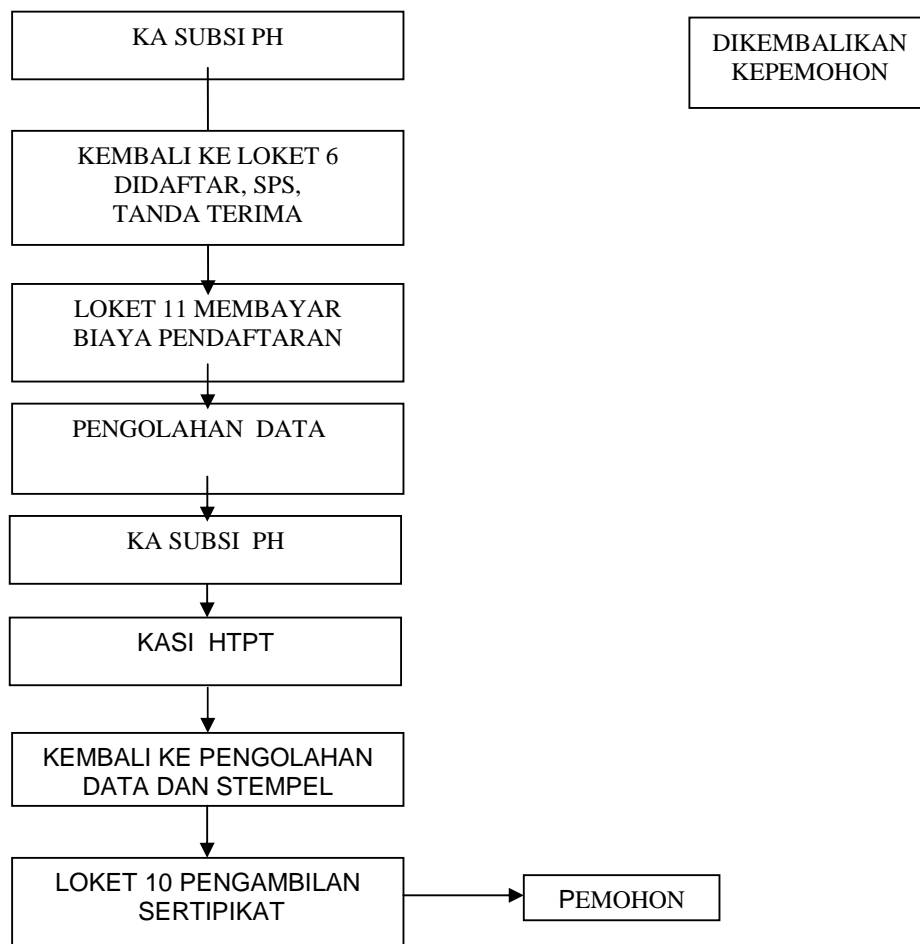 KA SUBSI PH
DIKEMBALIKAN
KEPEMOHON
KEMBALI KE LOKET 6
DIDAFTAR, SPS,
TANDA TERIMA
LOKET 11 MEMBAYAR
BIAYA PENDAFTARAN
PENGOLAHAN DATA
KA SUBSI PH
KASI HTPT
KEMBALI KE PENGOLAHAN
DATA DAN STEMPEL
LOKET 10 PENGAMBILAN
SERTIPIKAT
PEMOHON